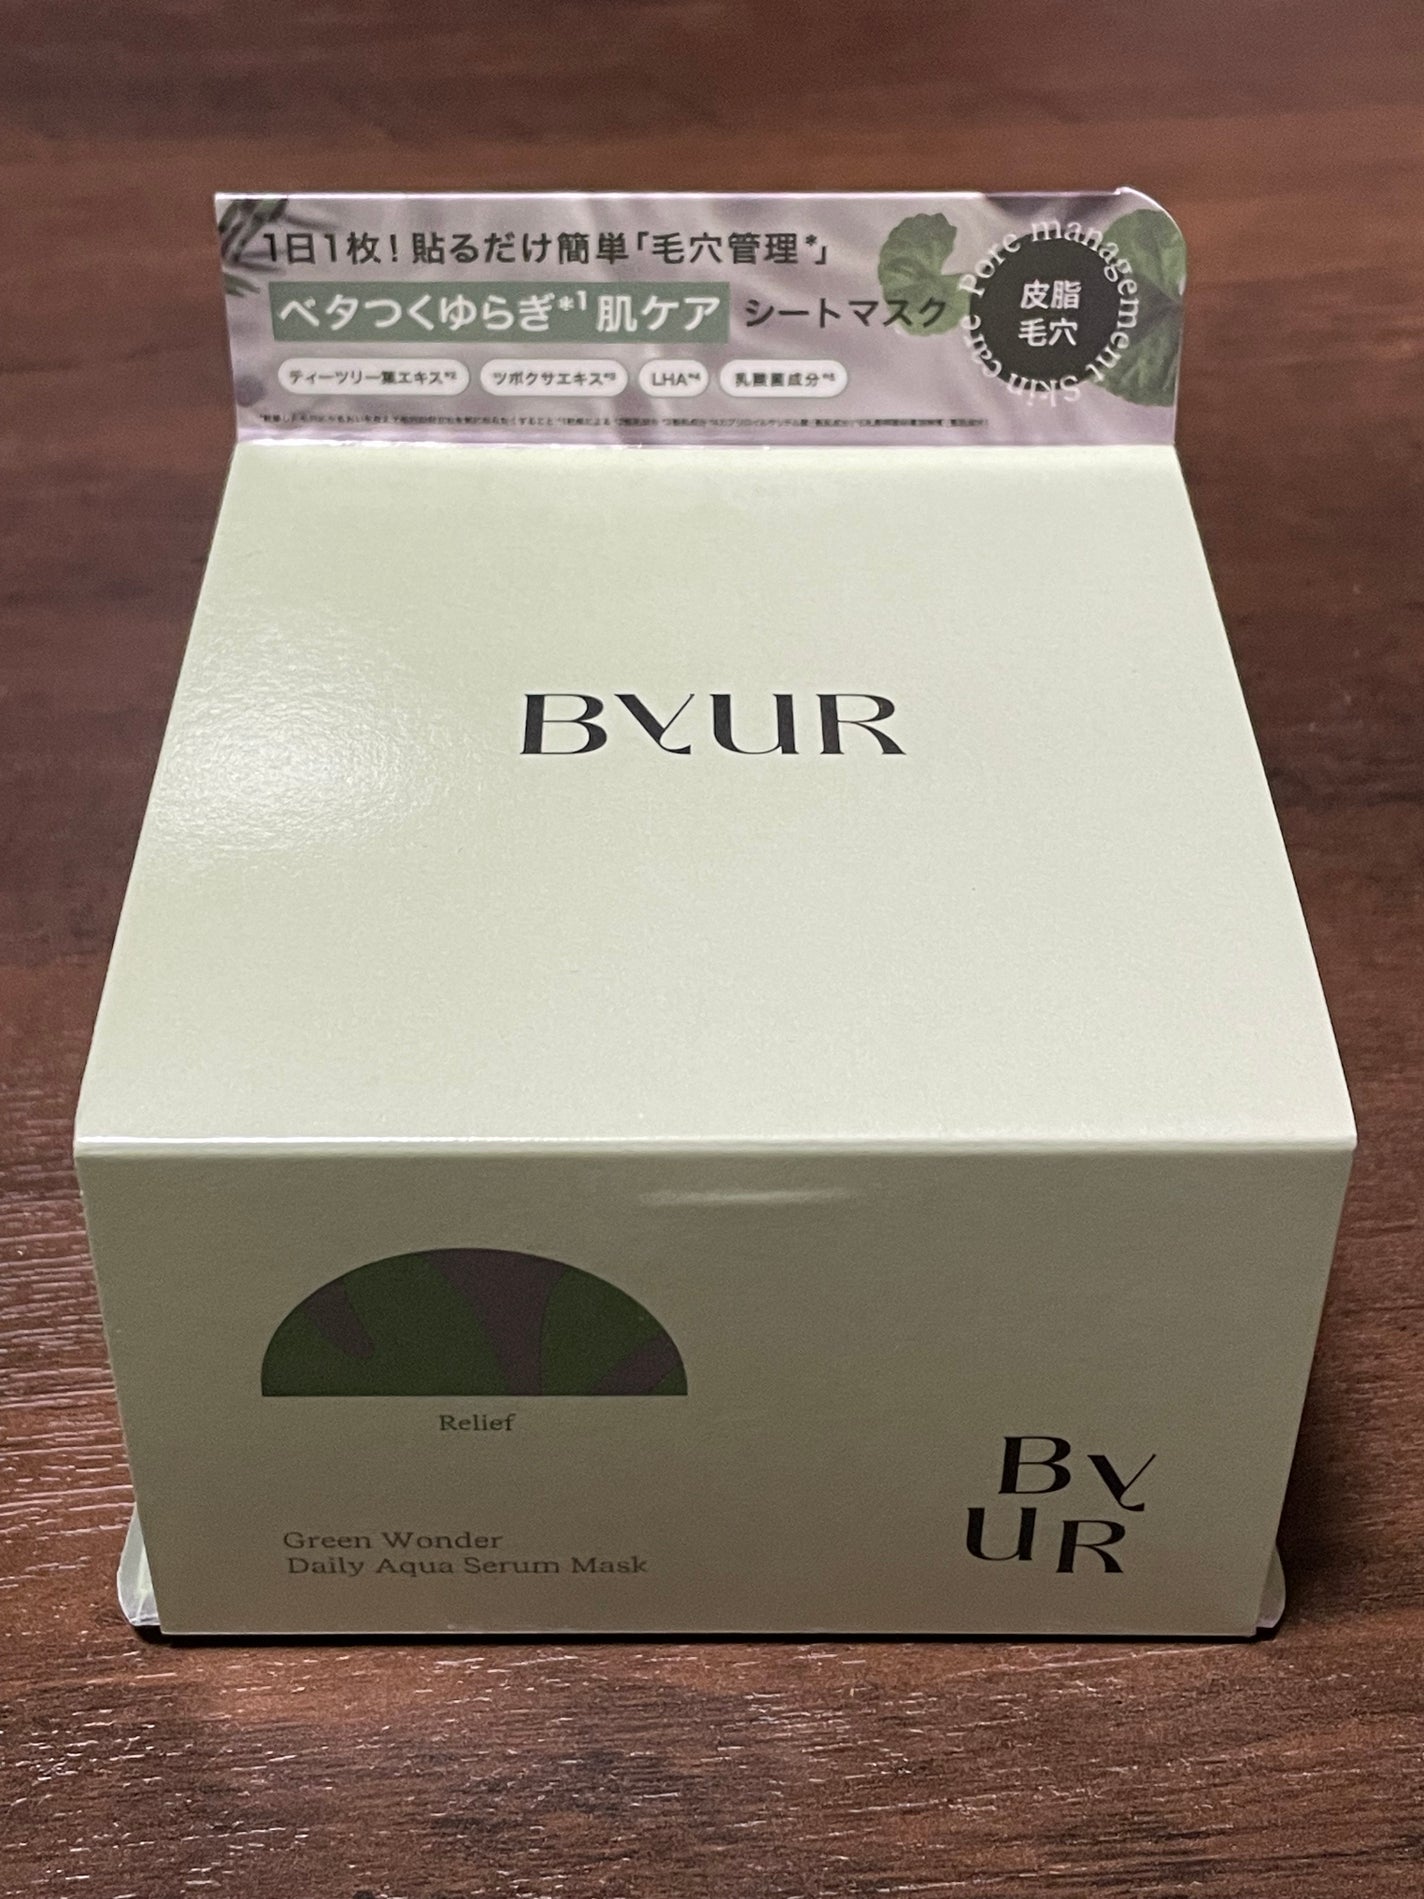 1日1枚！貼るだけ簡単「毛穴管理*」
ベタつくゆらぎ*1肌ケア シートマスク
ティーツリー葉エキス*2 ツボクサエキス*3 LHA*4 乳酸菌成分*5
Pore management Skin care
皮脂
毛穴
BYUR
Relief
Green Wonder
Daily Aqua Serum Mask
BY
UR